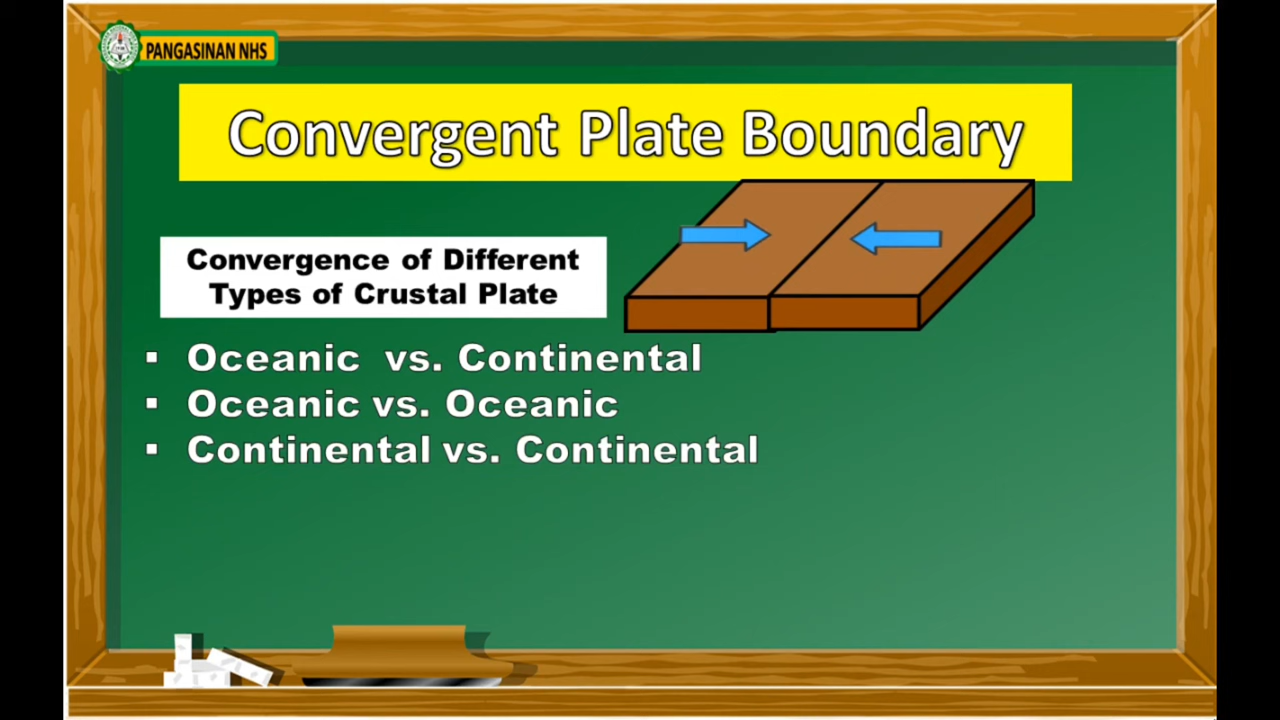 PANGASINAN NHS
Convergent Plate Boundary
Convergence of Different
Types of Crustal Plate
▪ Oceanic vs. Continental
▪ Oceanic vs. Oceanic
▪ Continental vs. Continental